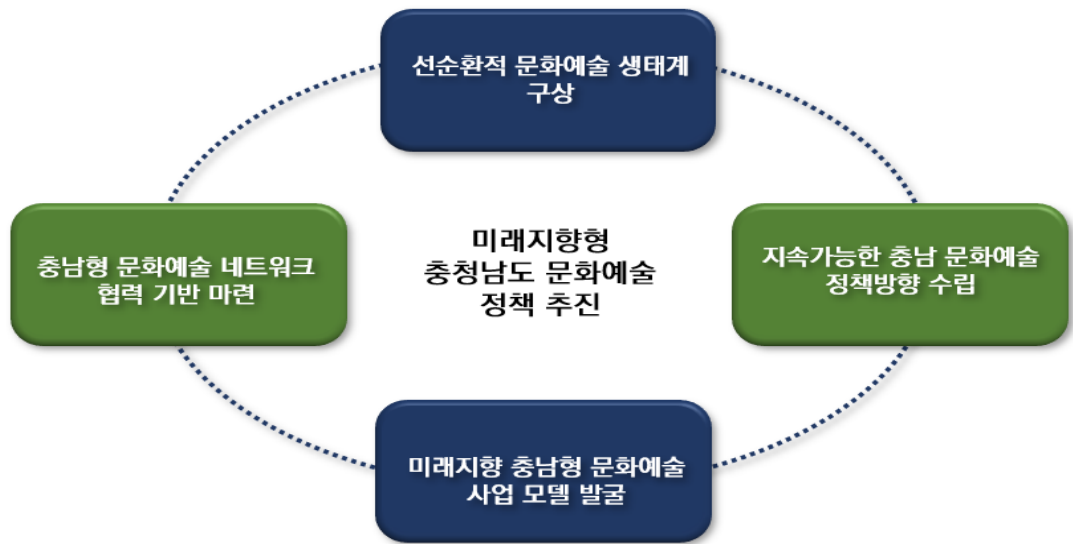 선순환적 문화예술 생태계
구상
충남형 문화예술 네트워크
협력 기반 마련
미래지향형
충청남도 문화예술
정책 추진
지속가능한 충남 문화예술
정책방향 수립
미래지향 충남형 문화예술
사업 모델 발굴